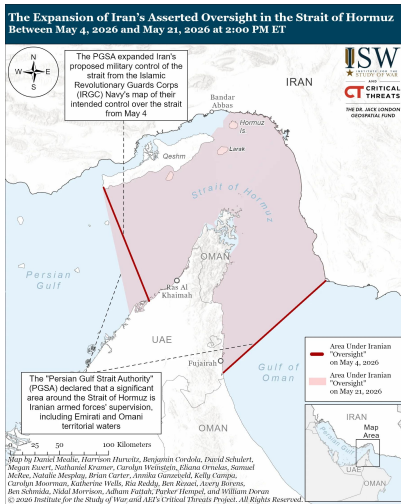 The Expansion of Iran's Asserted Oversight in the Strait of Hormuz
Between May 4, 2026 and May 21, 2026 at 2:00 PM ET
N
W
E
S
The PGSA expanded Iran's
proposed military control of the
strait from the Islamic
Revolutionary Guards Corps
(IRGC) Navy's map of their
intended control over the strait
from May 4
ISW
INSTITUTE FOR THE
STUDY OF WAR
AND
CT CRITICAL
THREATS
THE DR. JACK LONDON
GEOSPATIAL FUND
IRAN
Bandar
Abbas
Hormuz
Is
Larak
Qeshm
Strait of Hormuz
Persian
Gulf
OMAN
Ras Al
Khaimah
UAE
Fujairah
Gulf of
Oman
OMAN
The "Persian Gulf Strait Authority"
(PGSA) declared that a significant
area around the Strait of Hormuz is
Iranian armed forces' supervision,
including Emirati and Omani
territorial waters
Area Under Iranian
"Oversight"
on May 4, 2026
Area Under Iranian
"Oversight"
on May 21, 2026
IRAN
Map
Area
UAE
OMAN
0 25 50 100 Kilometers
Map by Daniel Mealie, Harrison Hurwitz, Benjamin Cordola, David Schulert,
Megan Ewert, Nathaniel Kramer, Carolyn Weinstein, Eliana Ornelas, Samuel
McRee, Natalie Mesplay, Brian Carter, Annika Ganzeveld, Kelly Campa,
Carolyn Moorman, Katherine Wells, Ria Reddy, Ben Rezaei, Avery Borens,
Ben Schmida, Nidal Morrison, Adham Fattah, Parker Hempel, and William Doran
© 2026 Institute for the Study of War and AEI's Critical Threats Project. All Rights Reserved